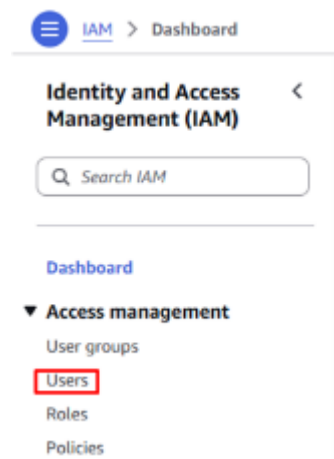 IAM > Dashboard
Identity and Access
Management (IAM)
Search IAM
Dashboard
Access management
User groups
Users
Roles
Policies